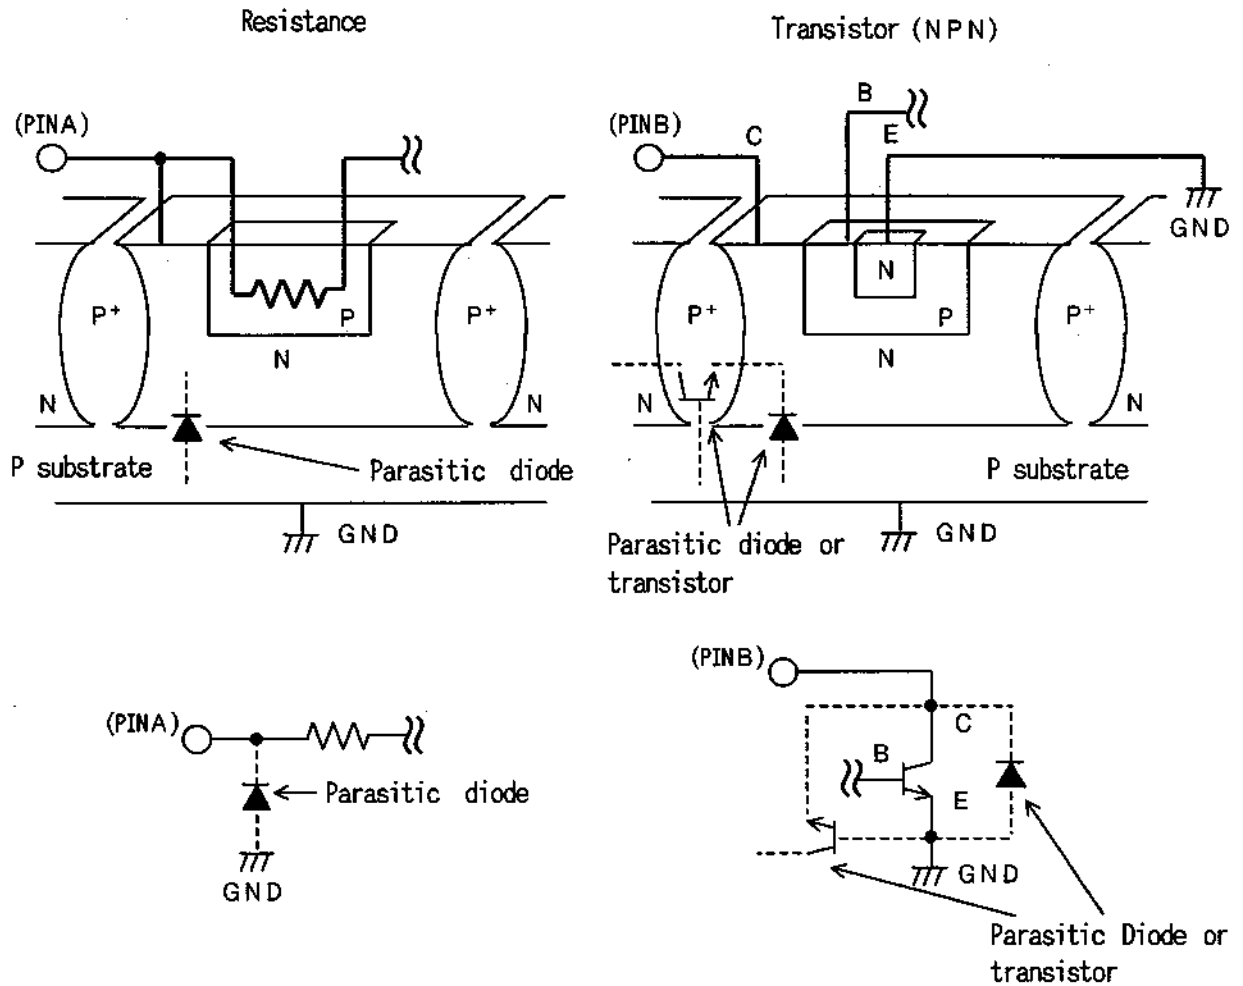 Resistance
Transistor (NPN)
(PINA)
(PINB)
C
B
E
GND
P+
P
N
P+
N
N
P substrate
Parasitic diode
GND
P+
N
P
N
P+
N
N
P substrate
Parasitic diode or
transistor
GND
(PINA)
Parasitic diode
GND
(PINB)
C
B
E
GND
Parasitic Diode or
transistor